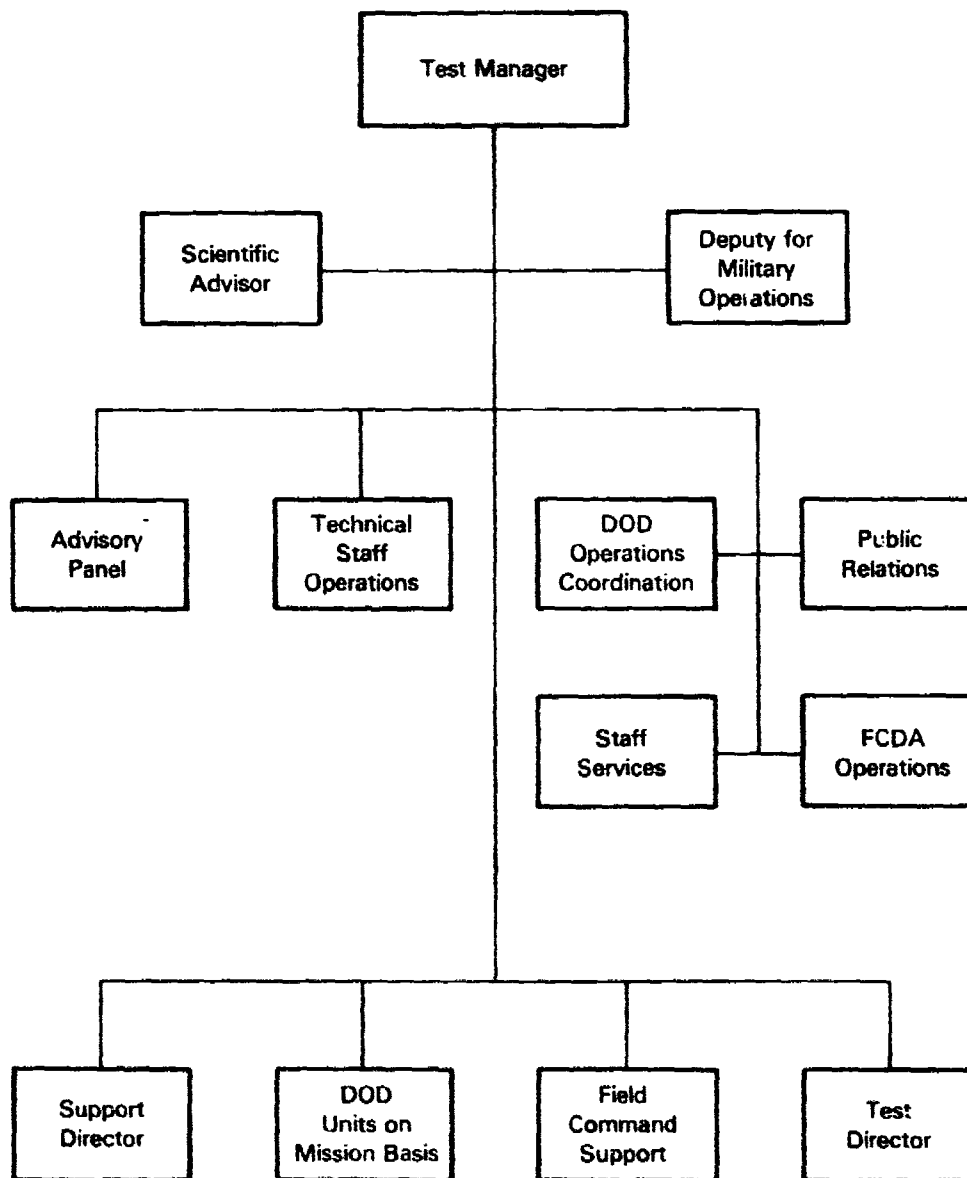 Test Manager
Scientific
Advisor
Deputy for
Military
Operations
Advisory
Panel
Technical
Staff
Operations
DOD
Operations
Coordination
Public
Relations
Staff
Services
FCDA
Operations
Support
Director
DOD
Units on
Mission Basis
Field
Command
Support
Test
Director